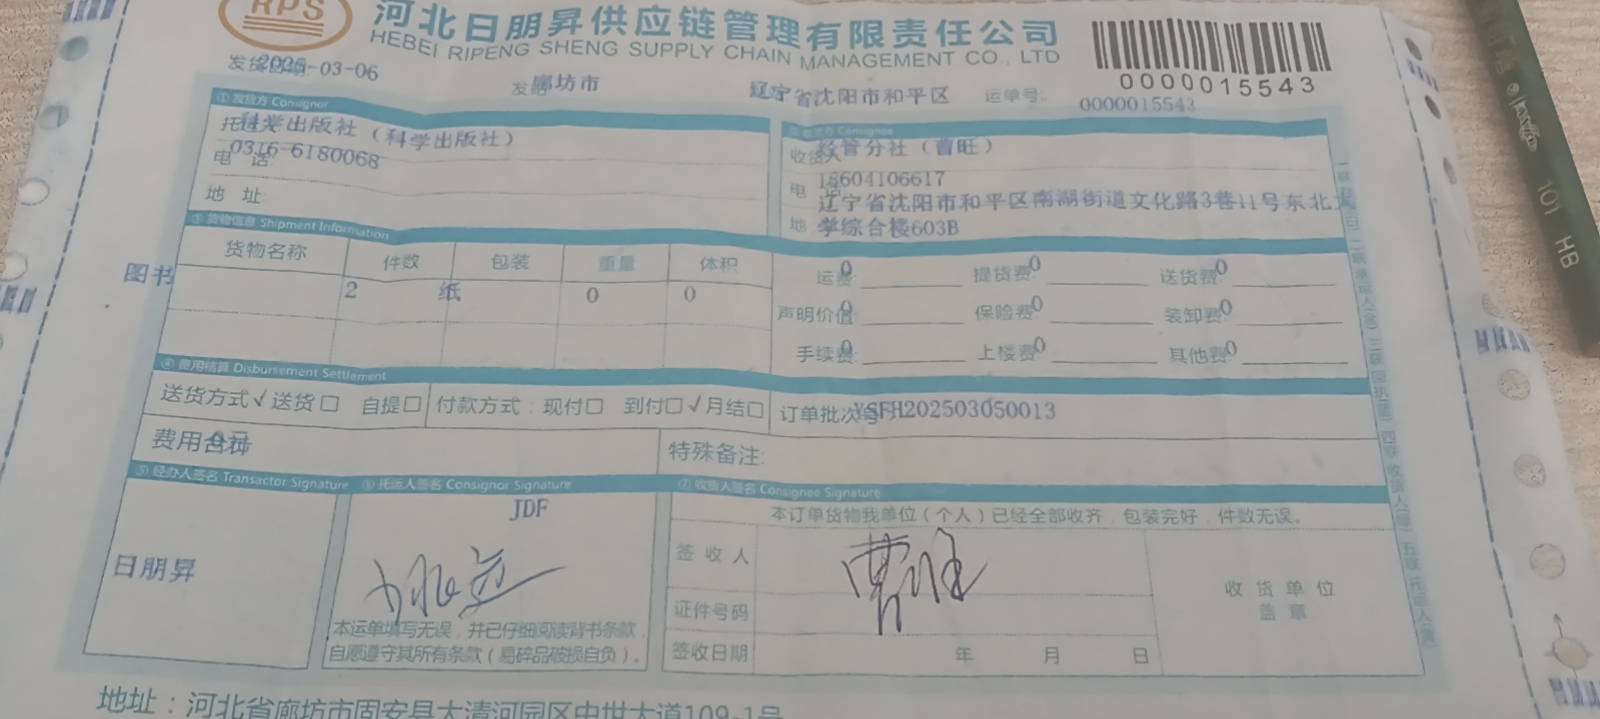 RPS
河北日朋昇供应链管理有限责任公司
HEBEI RIPENG SHENG SUPPLY CHAIN MANAGEMENT CO., LTD
0000015543
发货日期 2025-03-06 廊坊市 辽宁省沈阳市和平区 运单号: 0000015543
① 发货方 Consignor
科学出版社（科学出版社）
电 话: 0316-6180068
地 址:
② 收货方 Consignee
收货人 经管分社（曹旺）
电 18604106617
地 辽宁省沈阳市和平区南湖街道文化路3巷11号东北大
学综合楼603B
③ 货物信息 Shipment Information
货物名称 件数 包装 重量 体积
图书 2 纸 0 0
运费 0 提货费 0 送货费 0
声明价值 0 保险费 0 装卸费 0
手续费 0 上楼费 0 其他费 0
④ 费用结算 Disbursement Settlement
送货方式√送货□ 自提□ 付款方式: 现付□ 到付□√月结□ 订单批次号 YSFH202503050013
费用合计
特殊备注:
⑤ 经办人签名 Transactor Signature
日朋昇
⑥ 托运人签名 Consignor Signature
JDF
本运单填写无误，并已仔细阅读背书条款，
自愿遵守其所有条款（易碎品破损自负）。
⑦ 收货人签名 Consignee Signature
本订单货物我单位（个人）已经全部收齐，包装完好，件数无误。
签 收 人 曹旺
证件号码
签收日期 年 月 日
收 货 单 位
盖 章
地址：河北省廊坊市固安县大清河园区中世大道109-1号
101 HB